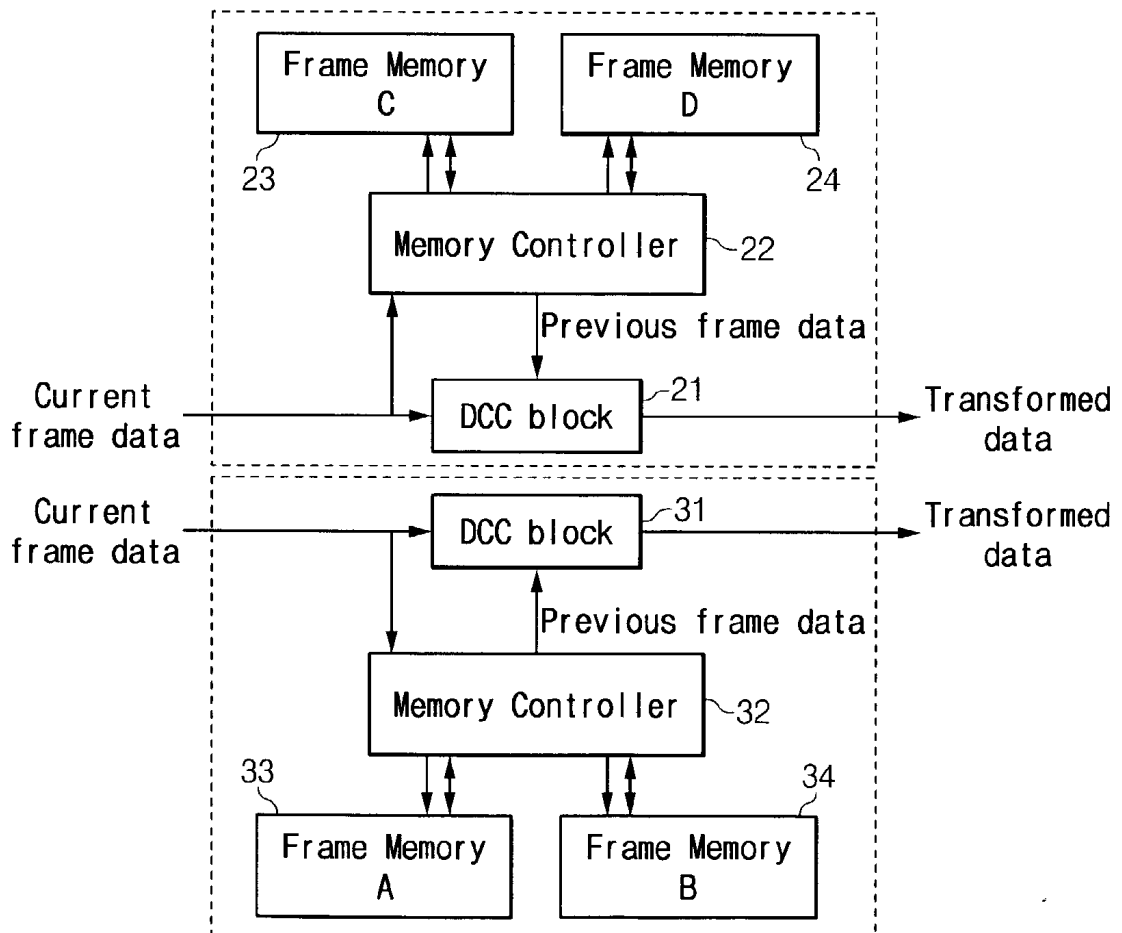 Frame Memory
C
Frame Memory
D
23
24
Memory Controller
22
Previous frame data
Current
frame data
DCC block
21
Transformed
data
Current
frame data
DCC block
31
Transformed
data
Previous frame data
Memory Controller
32
33
34
Frame Memory
A
Frame Memory
B